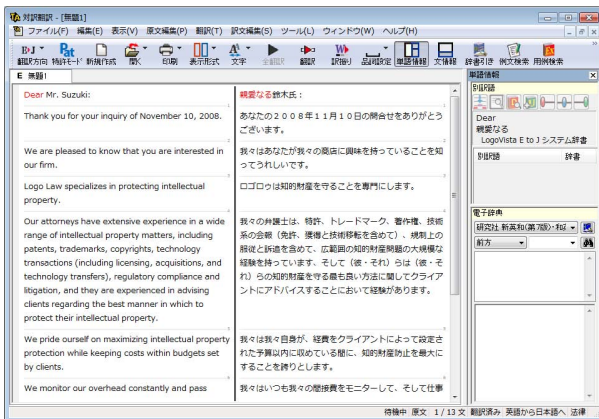 対訳翻訳 - [無題1]
ファイル(F) 編集(E) 表示(V) 原文編集(P) 翻訳(T) 訳文編集(S) ツール(L) ウインドウ(W) ヘルプ(H)
翻訳方向 特許モード 新規作成 開く 印刷 表示形式 文字 全翻訳 翻訳 訳振り 品詞設定 単語情報 文情報 辞書引き 例文検索 用例検索
E 無題1
Dear Mr. Suzuki:
親愛なる鈴木氏：
Thank you for your inquiry of November 10, 2008.
あなたの２００８年１１月１０日の問合せをありがとう
ございます。
We are pleased to know that you are interested in
our firm.
我々はあなたが我々の商店に興味を持っていることを知
ってうれしいです。
Logo Law specializes in protecting intellectual
property.
ロゴロゥは知的財産を守ることを専門にします。
Our attorneys have extensive experience in a wide
range of intellectual property matters, including
patents, trademarks, copyrights, technology
transactions (including licensing, acquisitions, and
technology transfers), regulatory compliance and
litigation, and they are experienced in advising
clients regarding the best manner in which to
protect their intellectual property.
我々の弁護士は、特許、トレードマーク、著作権、技術
系の会報（免許、獲得と技術移転を含めて）、規制上の
服従と訴追を含めて、広範囲の知的財産問題の大規模な
経験を持っています、そして（彼・それ）らは（彼・そ
れ）らの知的財産を守る最も良い方法に関してクライア
ントにアドバイスすることにおいて経験があります。
We pride ourself on maximizing intellectual property
protection while keeping costs within budgets set
by clients.
我々は我々自身が、経費をクライアントによって設定さ
れた予算以内に収めている間に、知的財産防止を最大に
することを誇りとします。
We monitor our overhead constantly and pass
我々はいつも我々の間接費をモニターして、そして仕事
単語情報
別訳語
Dear
親愛なる
LogoVista E to J システム辞書
別訳語 辞書
電子辞典
研究社 新英和(第7版)・和
前方
待機中 原文 1 / 13 文 翻訳済み 英語から日本語へ 法律